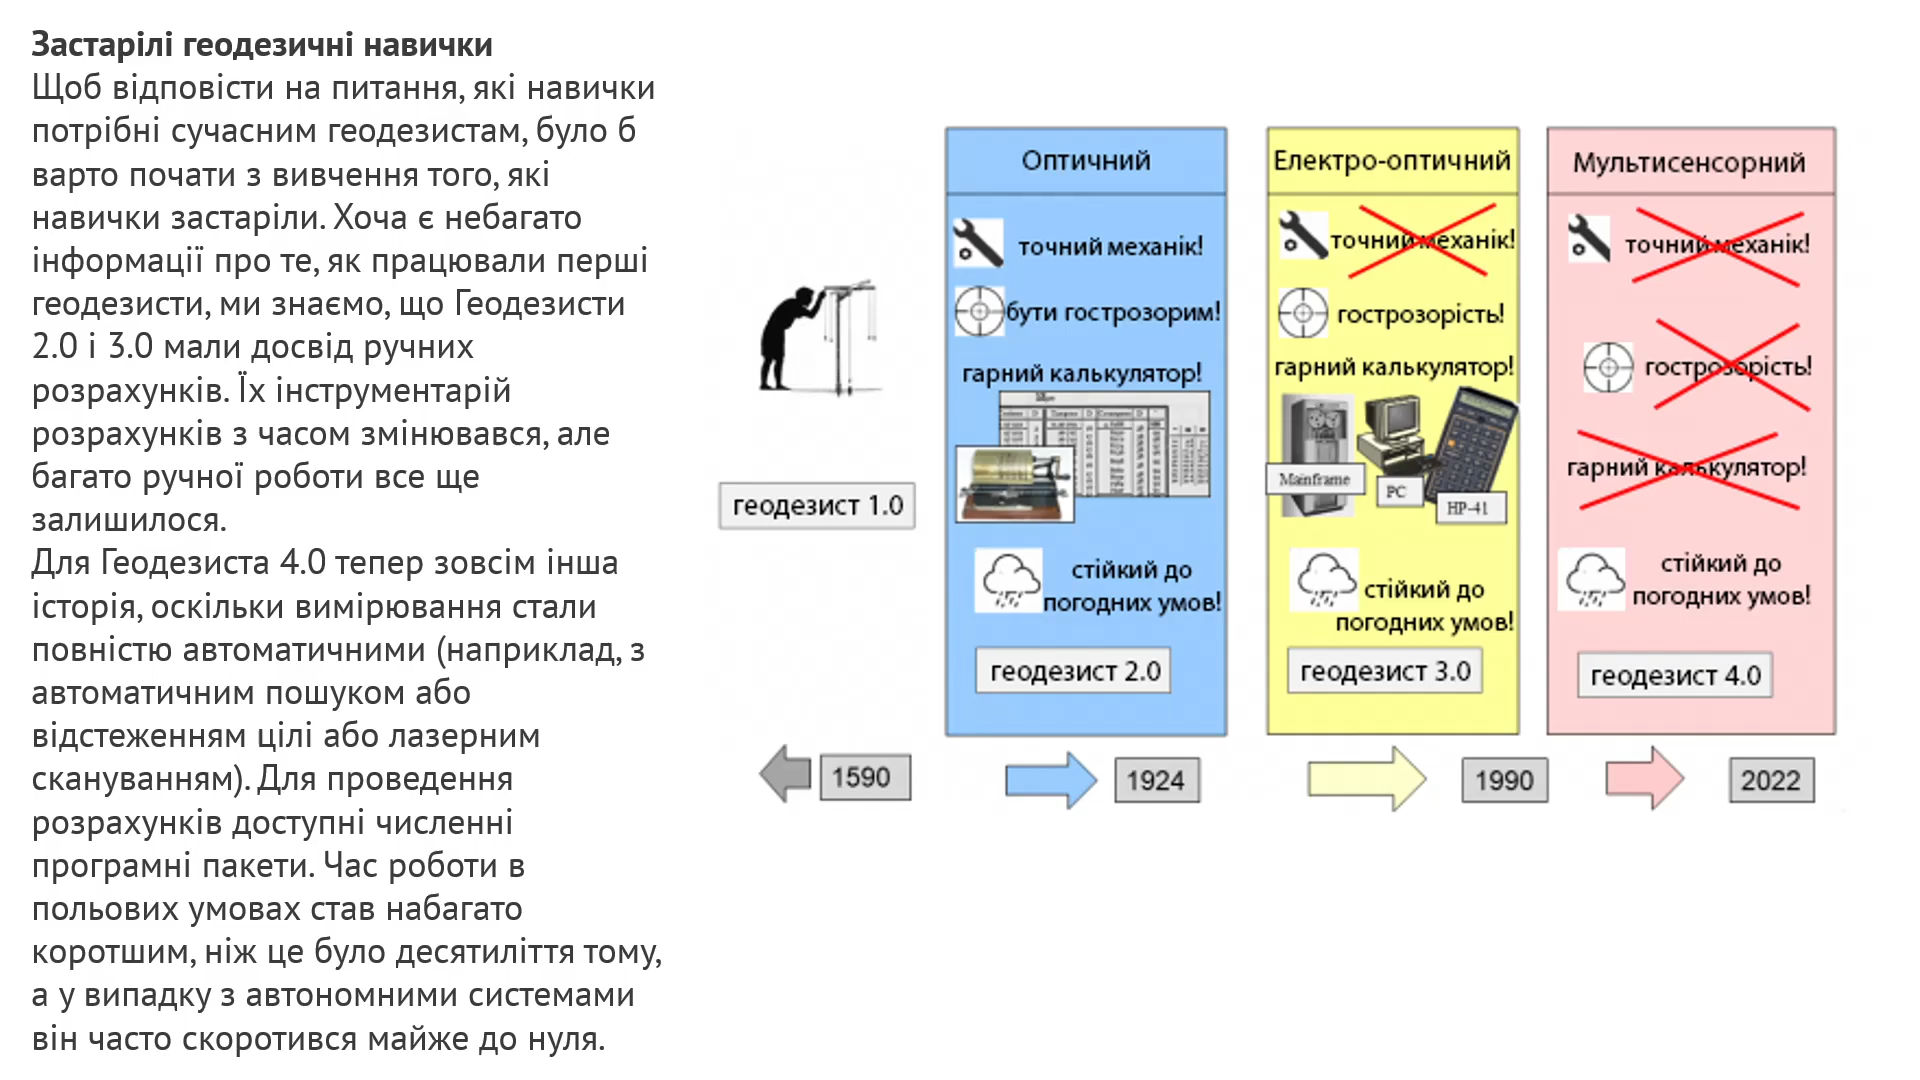 Застарілі геодезичні навички
Щоб відповісти на питання, які навички
потрібні сучасним геодезистам, було б
варто почати з вивчення того, які
навички застаріли. Хоча є небагато
інформації про те, як працювали перші
геодезисти, ми знаємо, що Геодезисти
2.0 і 3.0 мали досвід ручних
розрахунків. Їх інструментарій
розрахунків з часом змінювався, але
багато ручної роботи все ще
залишилося.
Для Геодезиста 4.0 тепер зовсім інша
історія, оскільки вимірювання стали
повністю автоматичними (наприклад, з
автоматичним пошуком або
відстеженням цілі або лазерним
скануванням). Для проведення
розрахунків доступні численні
програмні пакети. Час роботи в
польових умовах став набагато
коротшим, ніж це було десятиліття тому,
а у випадку з автономними системами
він часто скоротився майже до нуля.
геодезист 1.0
1590
Оптичний
точний механік!
бути гострозорим!
гарний калькулятор!
стійкий до
погодних умов!
геодезист 2.0
1924
Електро-оптичний
точний механік!
гострозорість!
гарний калькулятор!
Mainframe
PC
HP-41
стійкий до
погодних умов!
геодезист 3.0
1990
Мультисенсорний
точний механік!
гострозорість!
гарний калькулятор!
стійкий до
погодних умов!
геодезист 4.0
2022